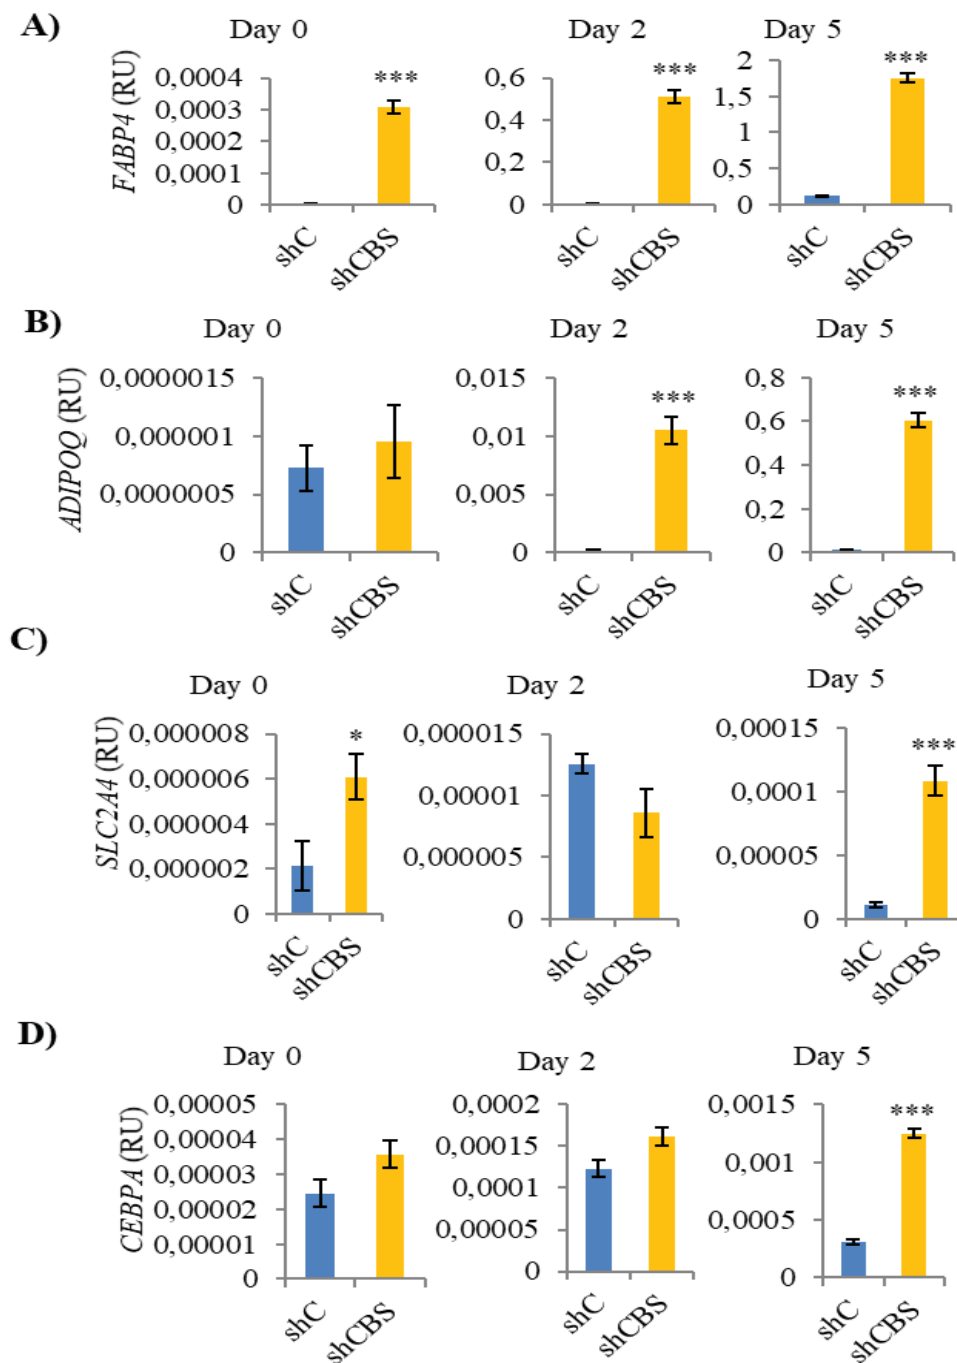 A)
Day 0
Day 2
Day 5
FABP4 (RU)
0,0004
0,0003
0,0002
0,0001
0
***
shC
shCBS
0,6
0,4
0,2
0
***
shC
shCBS
2
1,5
1
0,5
0
***
shC
shCBS
B)
Day 0
Day 2
Day 5
ADIPOQ (RU)
0,0000015
0,000001
0,0000005
0
shC
shCBS
0,015
0,01
0,005
0
***
shC
shCBS
0,8
0,6
0,4
0,2
0
***
shC
shCBS
C)
Day 0
Day 2
Day 5
SLC2A4 (RU)
0,000008
0,000006
0,000004
0,000002
0
*
shC
shCBS
0,000015
0,00001
0,000005
0
shC
shCBS
0,00015
0,0001
0,00005
0
***
shC
shCBS
D)
Day 0
Day 2
Day 5
CEBPA (RU)
0,00005
0,00004
0,00003
0,00002
0,00001
0
shC
shCBS
0,0002
0,00015
0,0001
0,00005
0
shC
shCBS
0,0015
0,001
0,0005
0
***
shC
shCBS